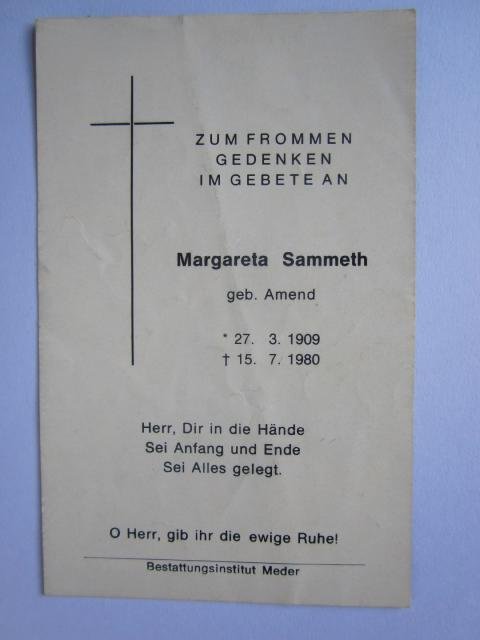 ZUM FROMMEN
GEDENKEN
IM GEBETE AN
Margareta Sammeth
geb. Amend
* 27. 3. 1909
† 15. 7. 1980
Herr, Dir in die Hände
Sei Anfang und Ende
Sei Alles gelegt.
O Herr, gib ihr die ewige Ruhe!
Bestattungsinstitut Meder